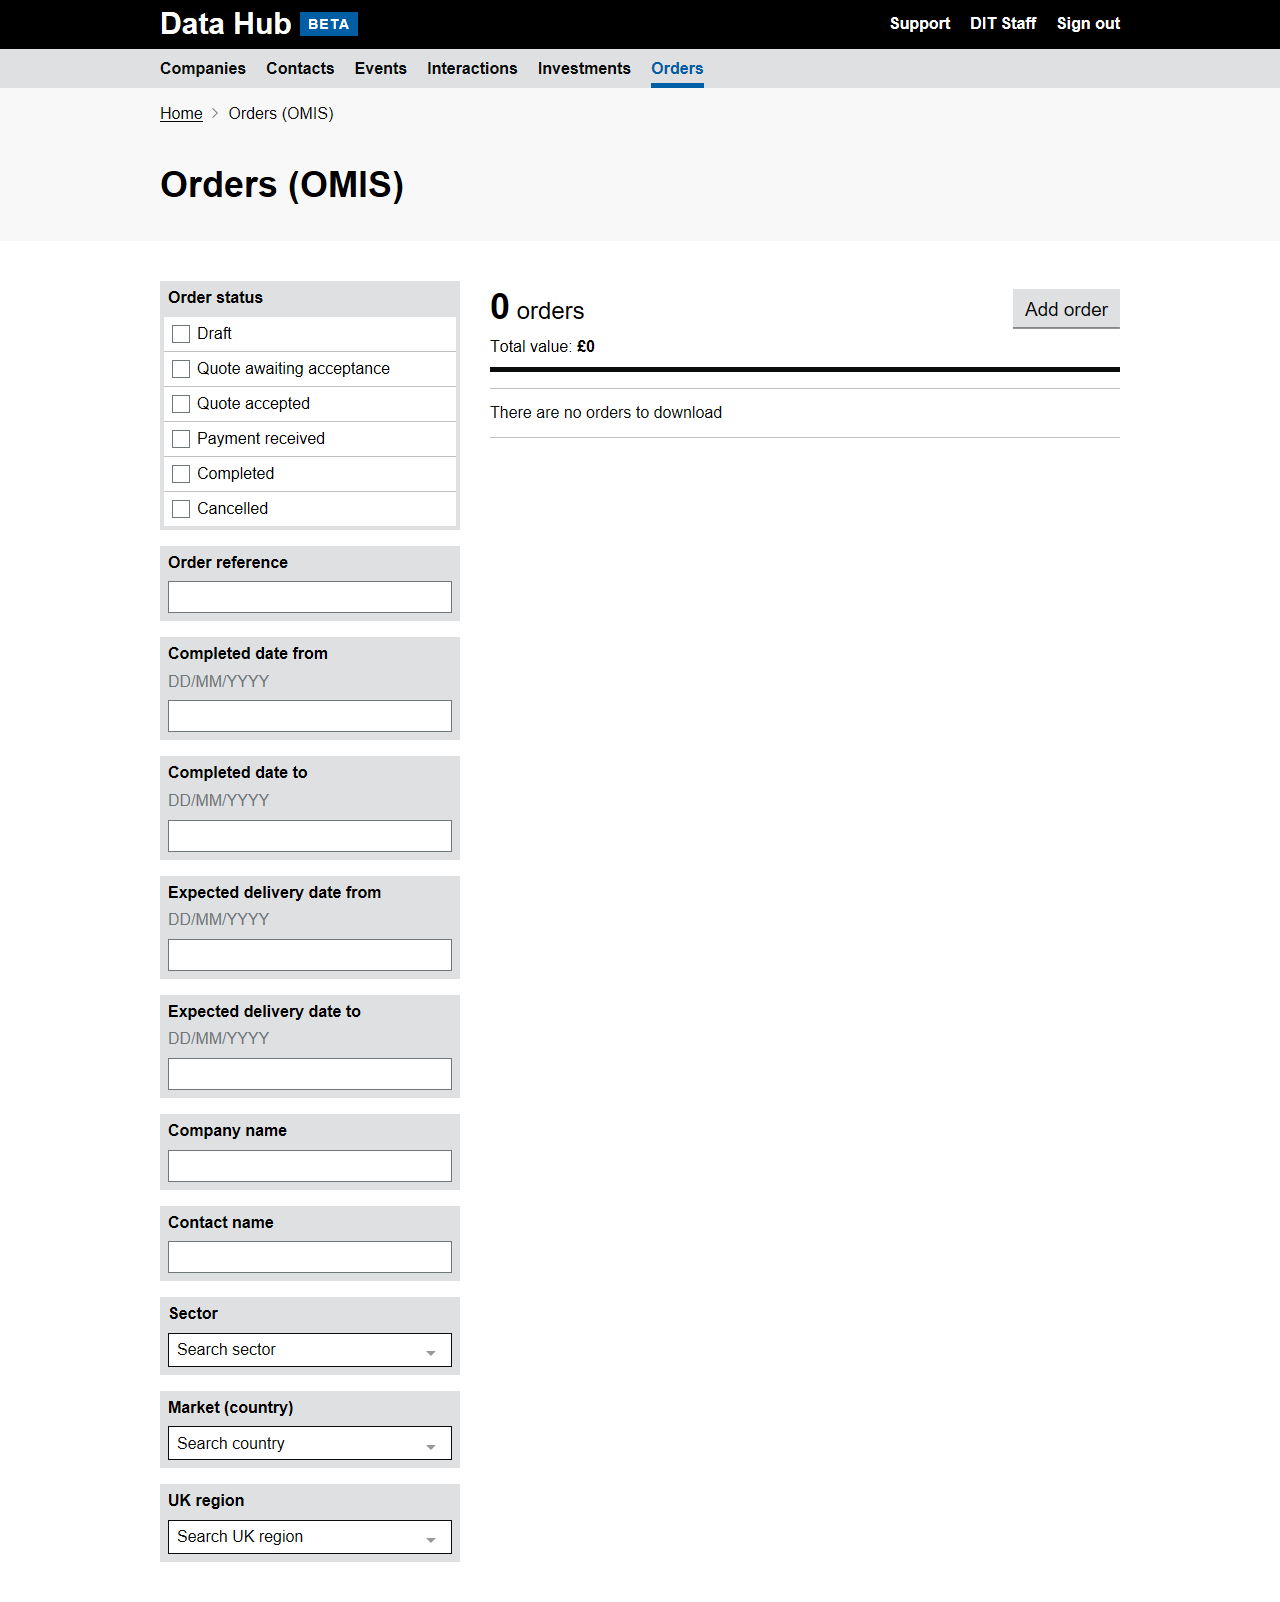 Data Hub BETA
Support DIT Staff Sign out
Companies Contacts Events Interactions Investments Orders
Home Orders (OMIS)
Orders (OMIS)
Order status
Draft
Quote awaiting acceptance
Quote accepted
Payment received
Completed
Cancelled
Order reference
Completed date from
DD/MM/YYYY
Completed date to
DD/MM/YYYY
Expected delivery date from
DD/MM/YYYY
Expected delivery date to
DD/MM/YYYY
Company name
Contact name
Sector
Search sector
Market (country)
Search country
UK region
Search UK region
0 orders
Add order
Total value: £0
There are no orders to download